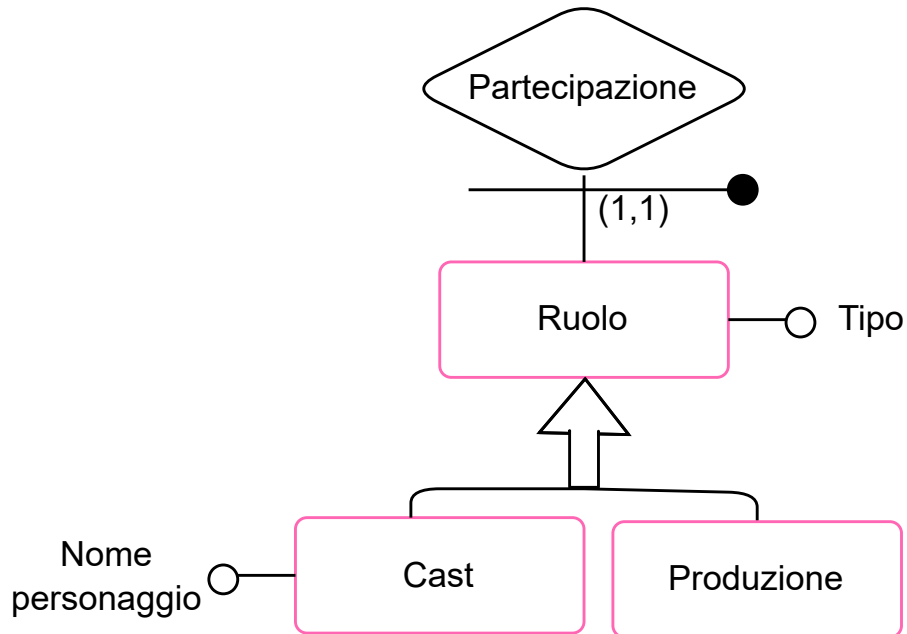 Partecipazione
(1,1)
Ruolo
Tipo
Nome
personaggio
Cast
Produzione